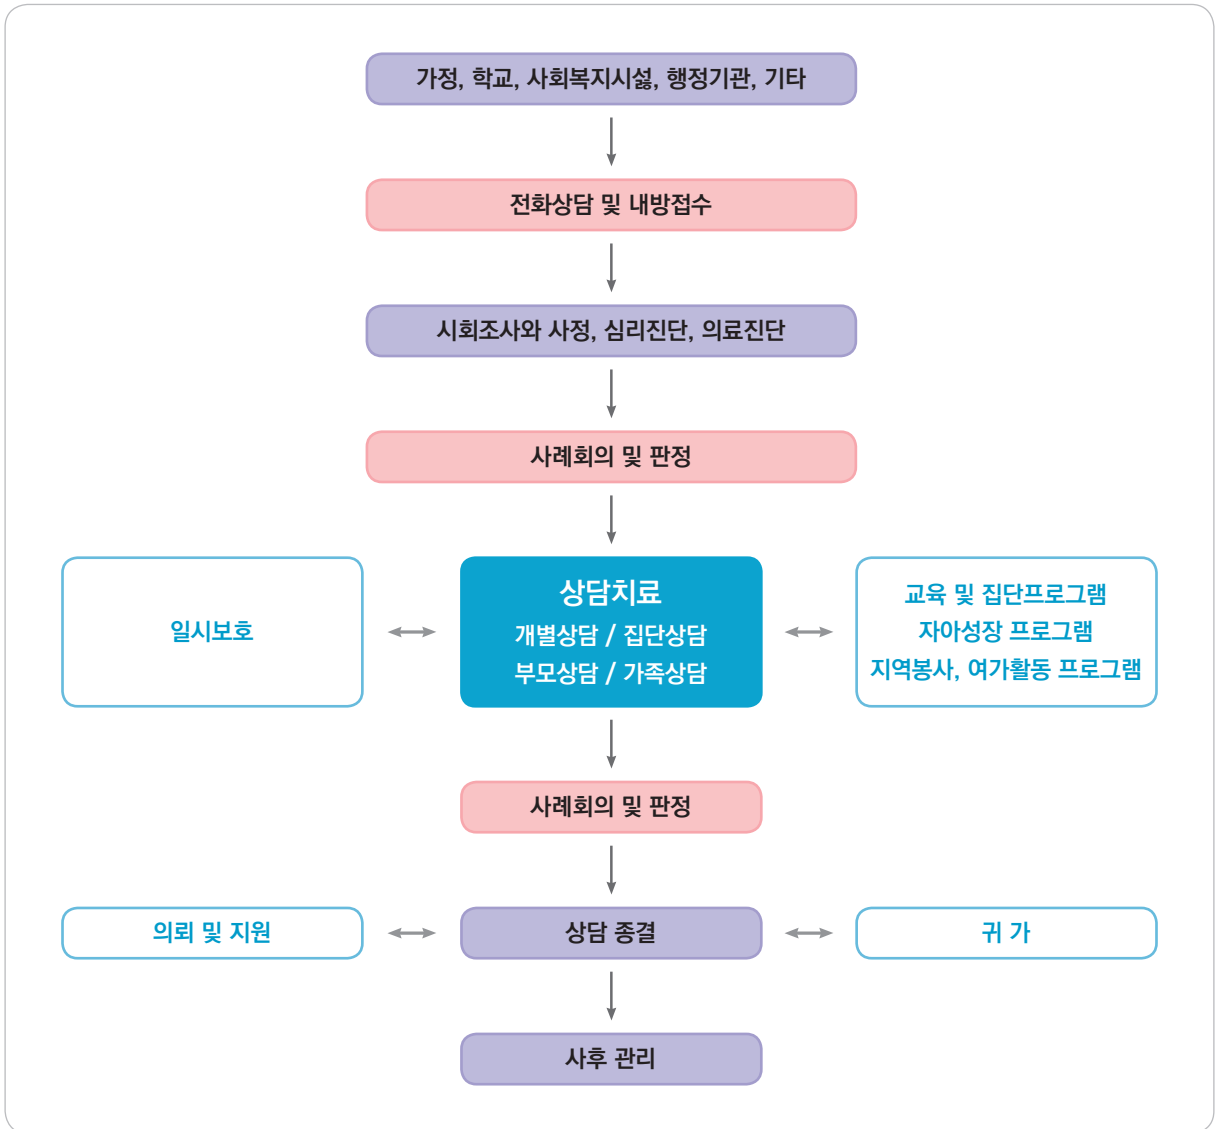 가정, 학교, 사회복지시섫, 행정기관, 기타
전화상담 및 내방접수
시회조사와 사정, 심리진단, 의료진단
사례회의 및 판정
일시보호
상담치료
개별상담 / 집단상담
부모상담 / 가족상담
교육 및 집단프로그램
자아성장 프로그램
지역봉사, 여가활동 프로그램
사례회의 및 판정
의뢰 및 지원
상담 종결
귀 가
사후 관리